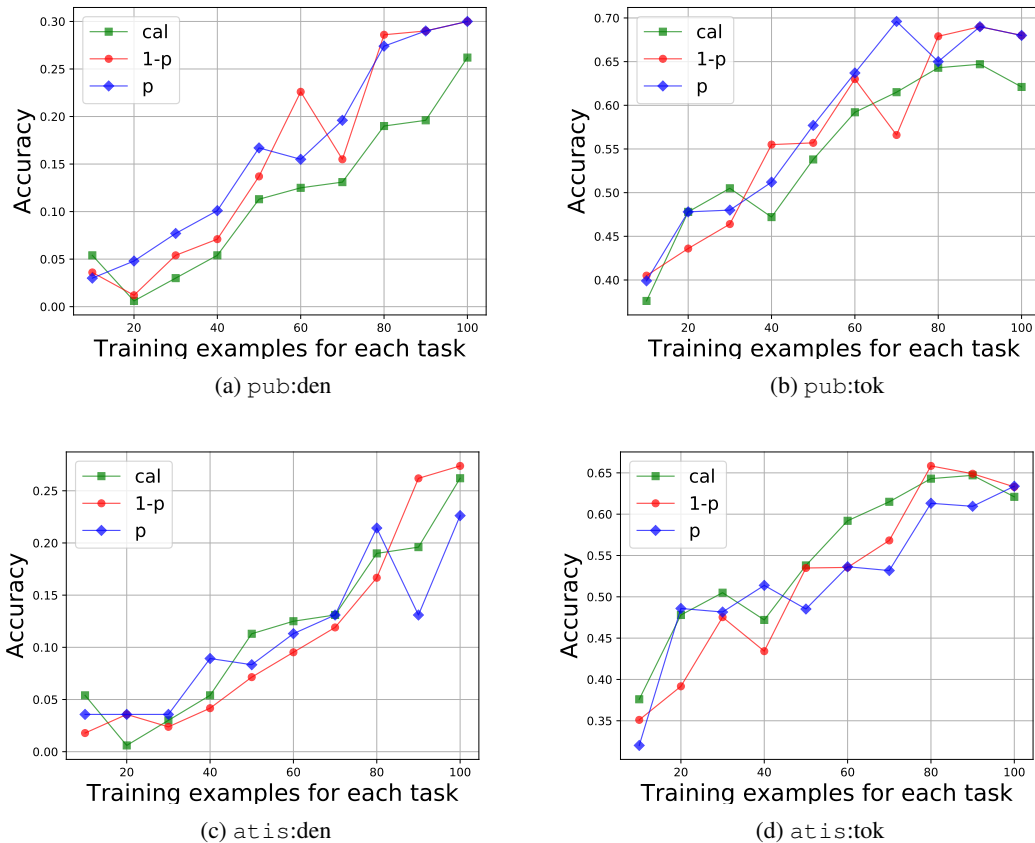 0.30
0.25
0.20
0.15
0.10
0.05
0.00
Accuracy
cal
1-p
p
20 40 60 80 100
Training examples for each task
(a) pub:den
0.70
0.65
0.60
0.55
0.50
0.45
0.40
Accuracy
cal
1-p
p
20 40 60 80 100
Training examples for each task
(b) pub:tok
0.25
0.20
0.15
0.10
0.05
0.00
Accuracy
cal
1-p
p
20 40 60 80 100
Training examples for each task
(c) atis:den
0.65
0.60
0.55
0.50
0.45
0.40
0.35
Accuracy
cal
1-p
p
20 40 60 80 100
Training examples for each task
(d) atis:tok